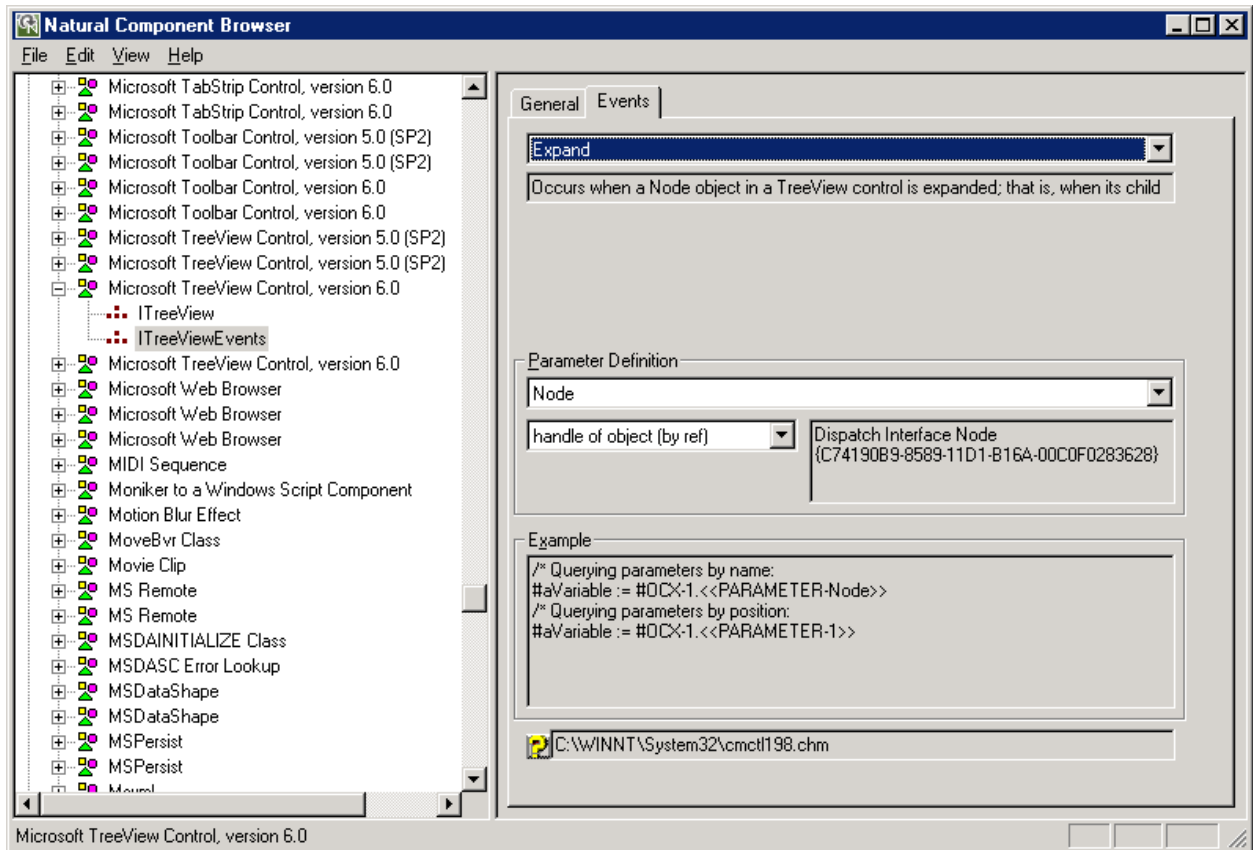 Natural Component Browser
File Edit View Help
Microsoft TabStrip Control, version 6.0
Microsoft TabStrip Control, version 6.0
Microsoft Toolbar Control, version 5.0 (SP2)
Microsoft Toolbar Control, version 5.0 (SP2)
Microsoft Toolbar Control, version 6.0
Microsoft Toolbar Control, version 6.0
Microsoft TreeView Control, version 5.0 (SP2)
Microsoft TreeView Control, version 5.0 (SP2)
Microsoft TreeView Control, version 6.0
ITreeView
ITreeViewEvents
Microsoft TreeView Control, version 6.0
Microsoft Web Browser
Microsoft Web Browser
Microsoft Web Browser
MIDI Sequence
Moniker to a Windows Script Component
Motion Blur Effect
MoveBvr Class
Movie Clip
MS Remote
MS Remote
MSDAINITIALIZE Class
MSDASC Error Lookup
MSDataShape
MSDataShape
MSPersist
MSPersist
General Events
Expand
Occurs when a Node object in a TreeView control is expanded; that is, when its child
Parameter Definition
Node
handle of object (by ref)
Dispatch Interface Node
{C74190B9-8589-11D1-B16A-00C0F0283628}
Example
/* Querying parameters by name:
#aVariable := #OCX-1.<<PARAMETER-Node>>
/* Querying parameters by position:
#aVariable := #OCX-1.<<PARAMETER-1>>
C:\WINNT\System32\cmctl198.chm
Microsoft TreeView Control, version 6.0